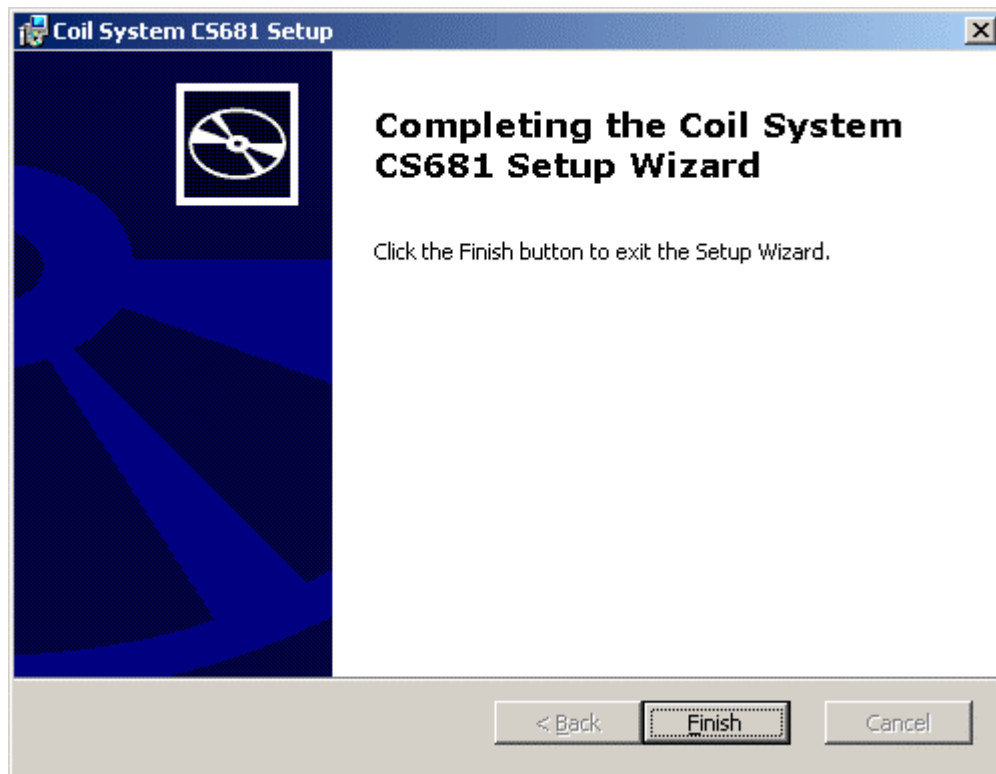 Coil System CS681 Setup
Completing the Coil System
CS681 Setup Wizard
Click the Finish button to exit the Setup Wizard.
< Back
Finish
Cancel